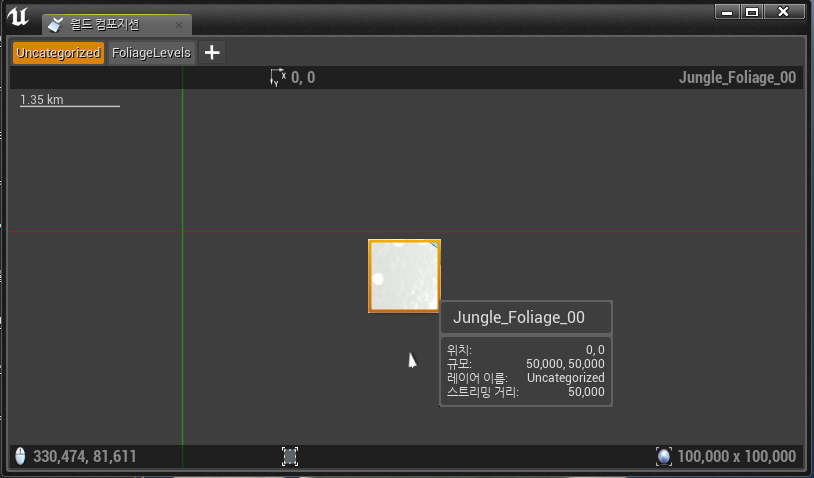 월드 컴포지션
Uncategorized
FoliageLevels
X
Y
0, 0
Jungle_Foliage_00
1.35 km
Jungle_Foliage_00
위치: 0, 0
규모: 50,000, 50,000
레이어 이름: Uncategorized
스트리밍 거리: 50,000
330,474, 81,611
100,000 x 100,000